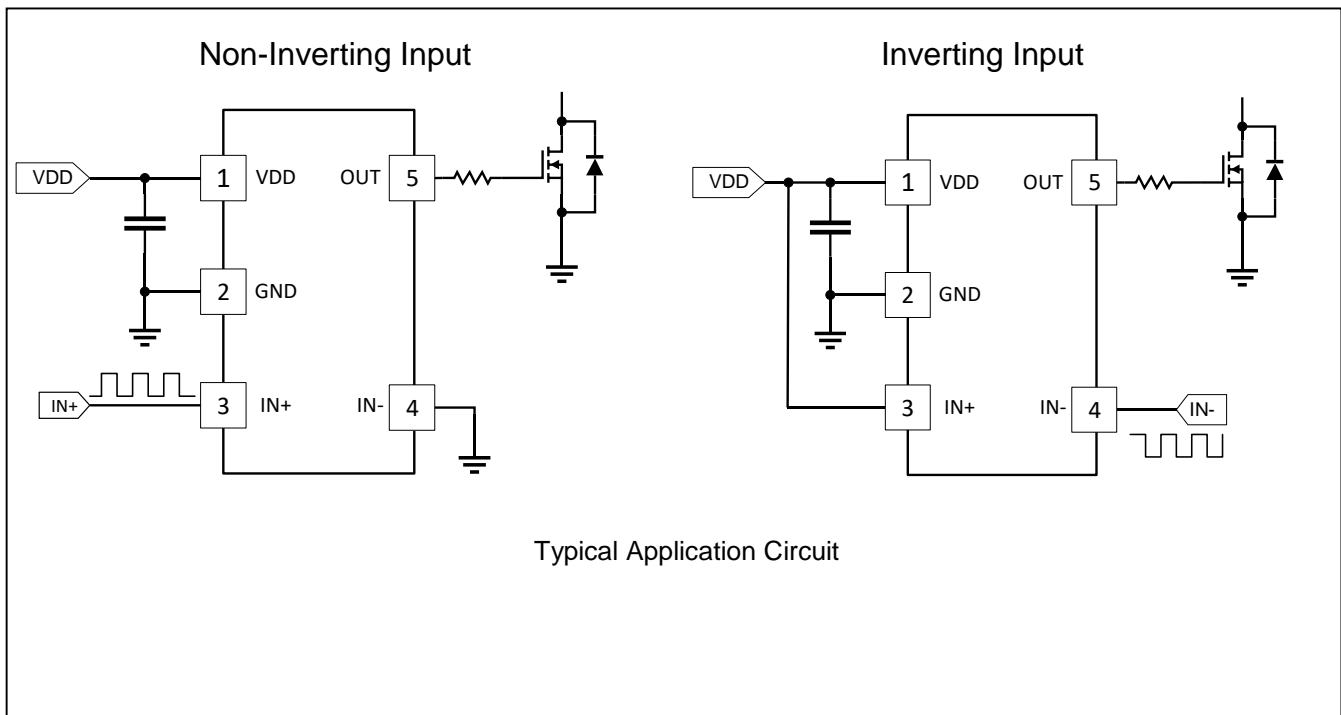 Non-Inverting Input
Inverting Input
VDD
1
VDD
OUT
5
2
GND
IN+
3
IN+
IN-
4
VDD
1
VDD
OUT
5
2
GND
3
IN+
IN-
4
IN-
Typical Application Circuit